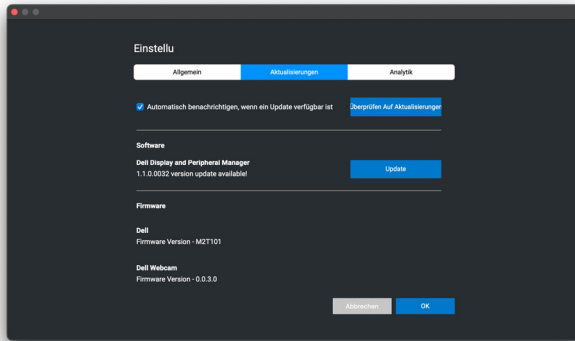 Einstellu
Allgemein
Aktualisierungen
Analytik
Automatisch benachrichtigen, wenn ein Update verfügbar ist
Überprüfen Auf Aktualisierungen
Software
Dell Display and Peripheral Manager
1.1.0.0032 version update available!
Update
Firmware
Dell
Firmware Version - M2T101
Dell Webcam
Firmware Version - 0.0.3.0
Abbrechen
OK